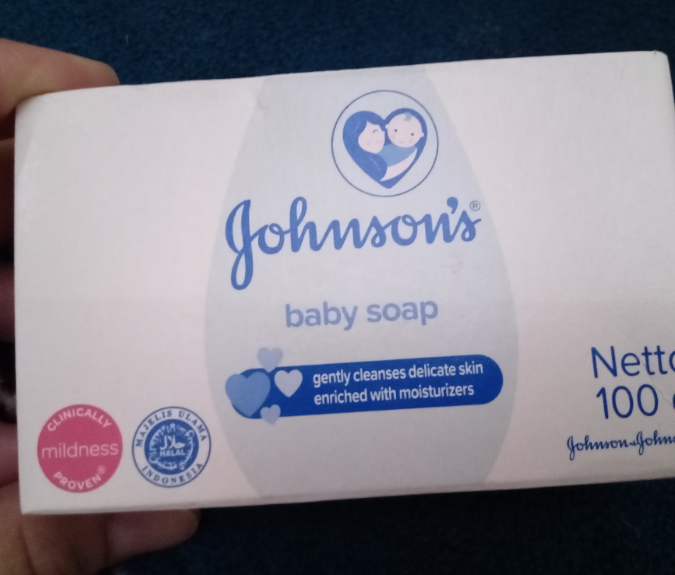 Johnson's®
baby soap
gently cleanses delicate skin
enriched with moisturizers
CLINICALLY
mildness
PROVEN®
MAJELIS ULAMA
حلال
HALAL
INDONESIA
100